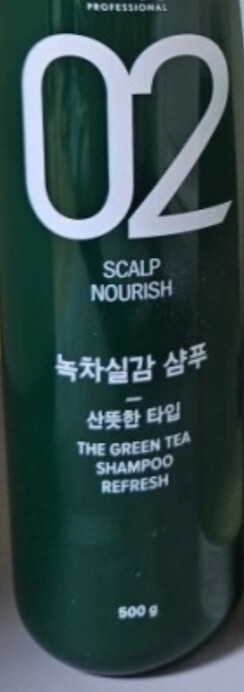 PROFESSIONAL
02
SCALP
NOURISH
녹차실감 샴푸
산뜻한 타입
THE GREEN TEA
SHAMPOO
REFRESH
500 g